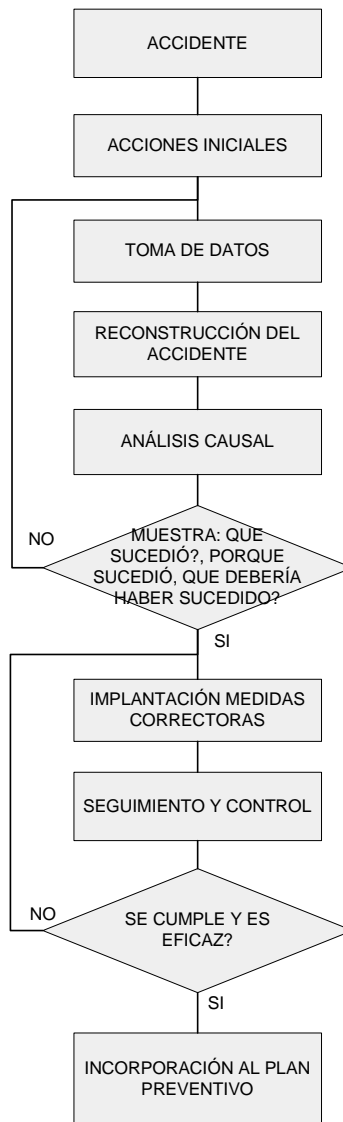 ACCIDENTE
ACCIONES INICIALES
TOMA DE DATOS
RECONSTRUCCIÓN DEL
ACCIDENTE
ANÁLISIS CAUSAL
NO
MUESTRA: QUE
SUCEDIÓ?, PORQUE
SUCEDIÓ, QUE DEBERÍA
HABER SUCEDIDO?
SI
IMPLANTACIÓN MEDIDAS
CORRECTORAS
SEGUIMIENTO Y CONTROL
NO
SE CUMPLE Y ES
EFICAZ?
SI
INCORPORACIÓN AL PLAN
PREVENTIVO